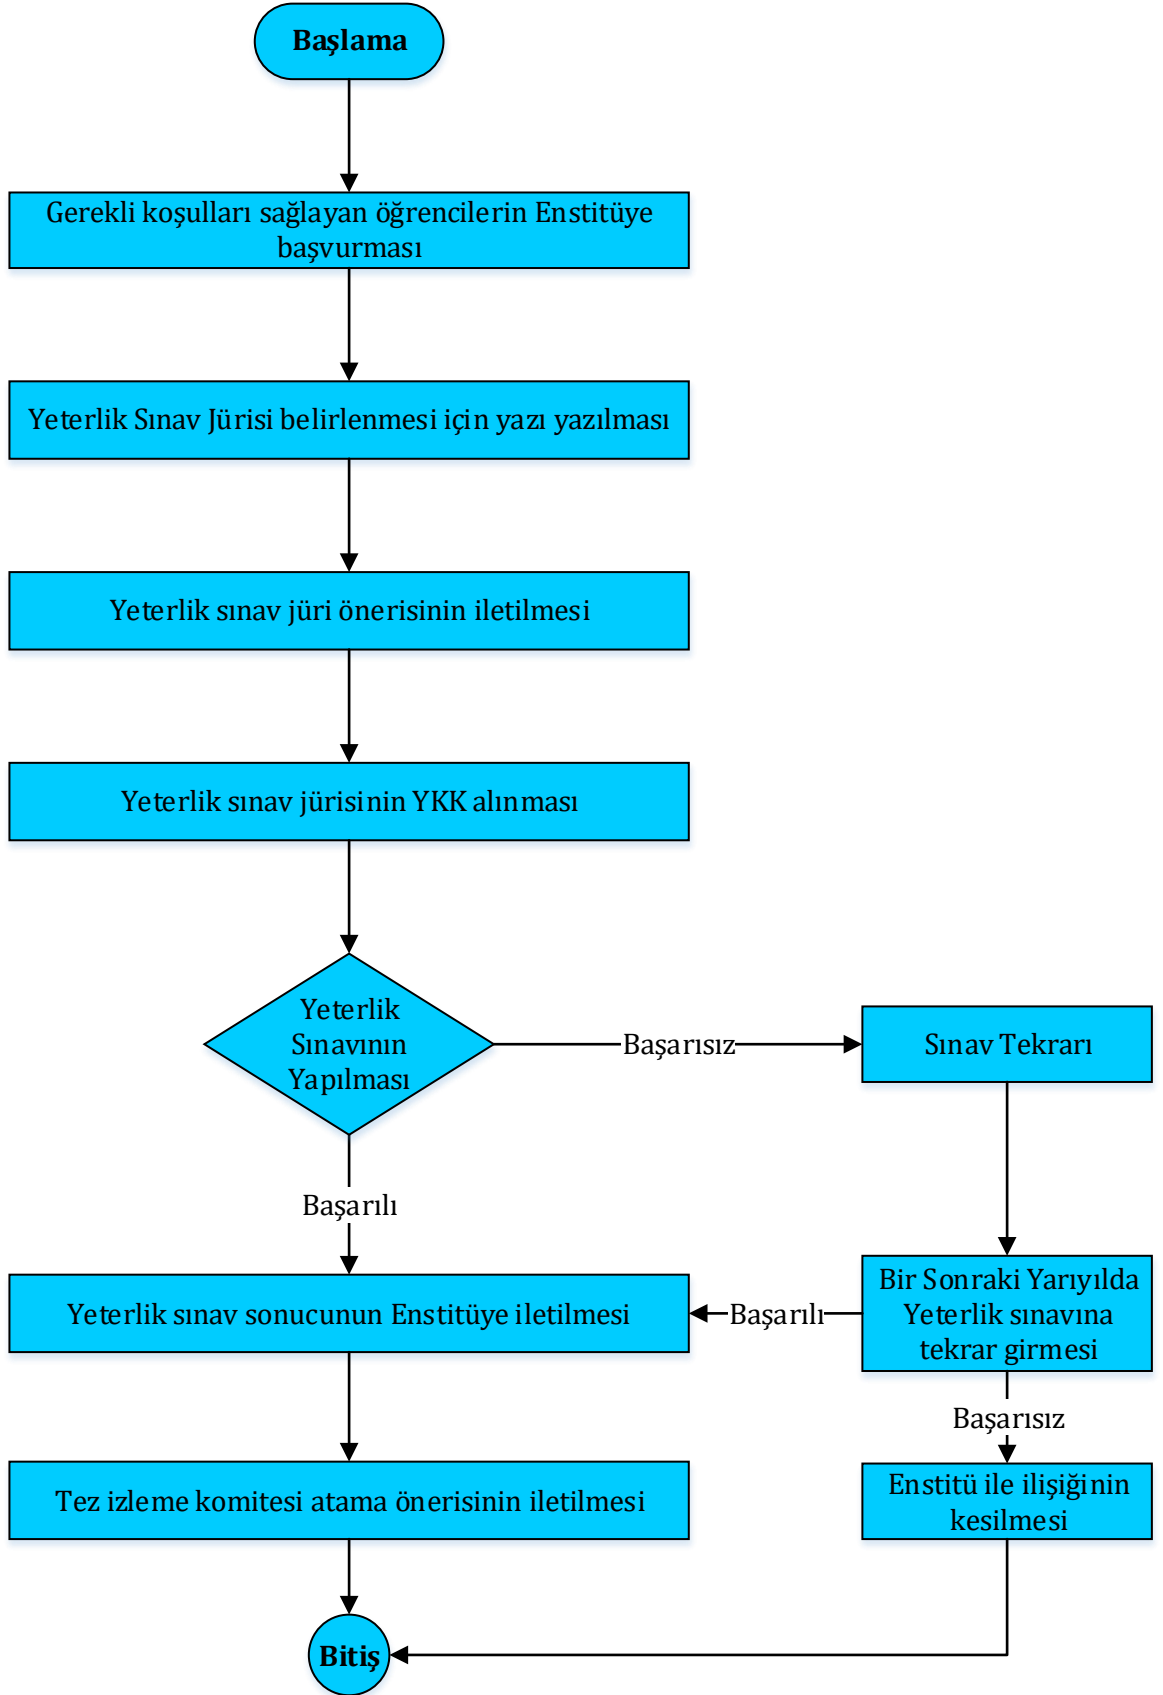 Başlama
Gerekli koşulları sağlayan öğrencilerin Enstitüye
başvurması
Yeterlik Sınav Jürisi belirlenmesi için yazı yazılması
Yeterlik sınav jüri önerisinin iletilmesi
Yeterlik sınav jürisinin YKK alınması
Yeterlik
Sınavının
Yapılması
Başarısız
Sınav Tekrarı
Başarılı
Bir Sonraki Yarıyılda
Yeterlik sınavına
tekrar girmesi
Başarılı
Yeterlik sınav sonucunun Enstitüye iletilmesi
Başarısız
Tez izleme komitesi atama önerisinin iletilmesi
Enstitü ile ilişiğinin
kesilmesi
Bitiş